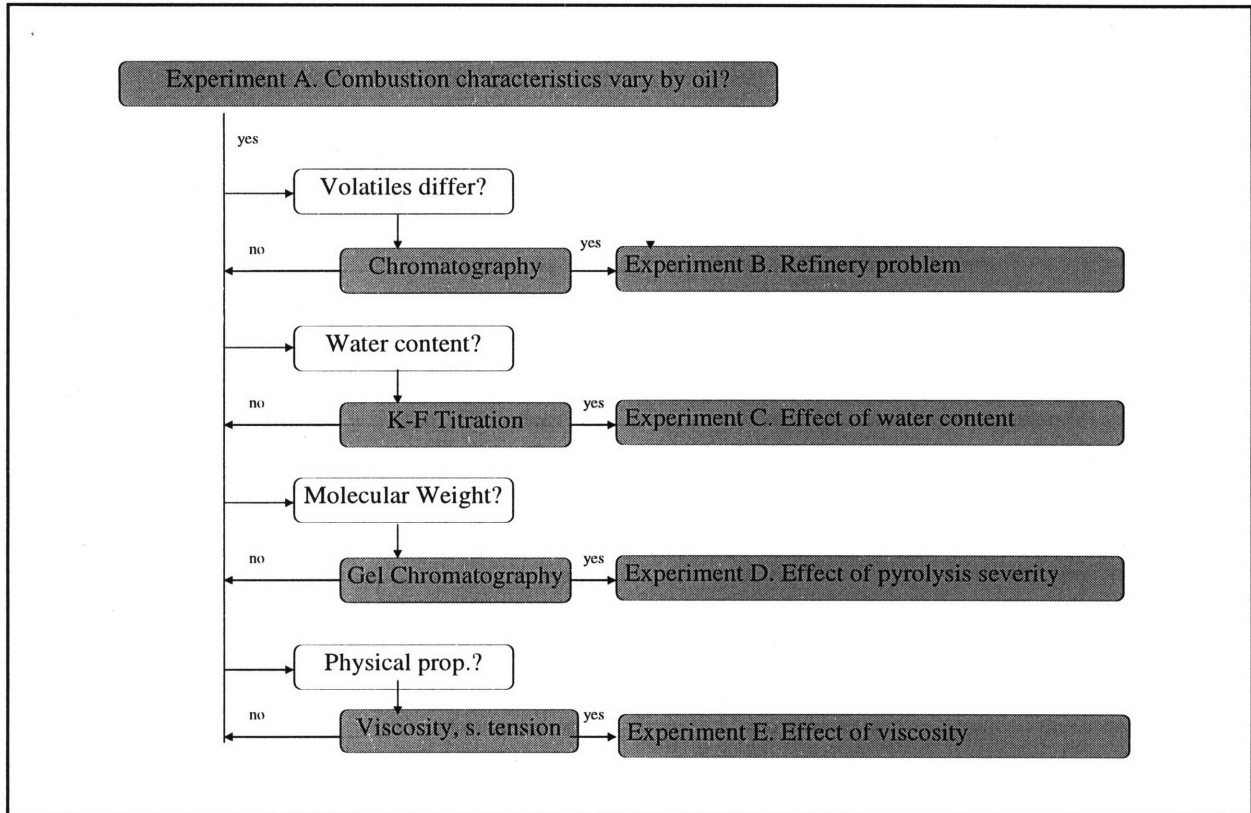 Experiment A. Combustion characteristics vary by oil?
yes
Volatiles differ?
no
Chromatography
yes
Experiment B. Refinery problem
Water content?
no
K-F Titration
yes
Experiment C. Effect of water content
Molecular Weight?
no
Gel Chromatography
yes
Experiment D. Effect of pyrolysis severity
Physical prop.?
no
Viscosity, s. tension
yes
Experiment E. Effect of viscosity